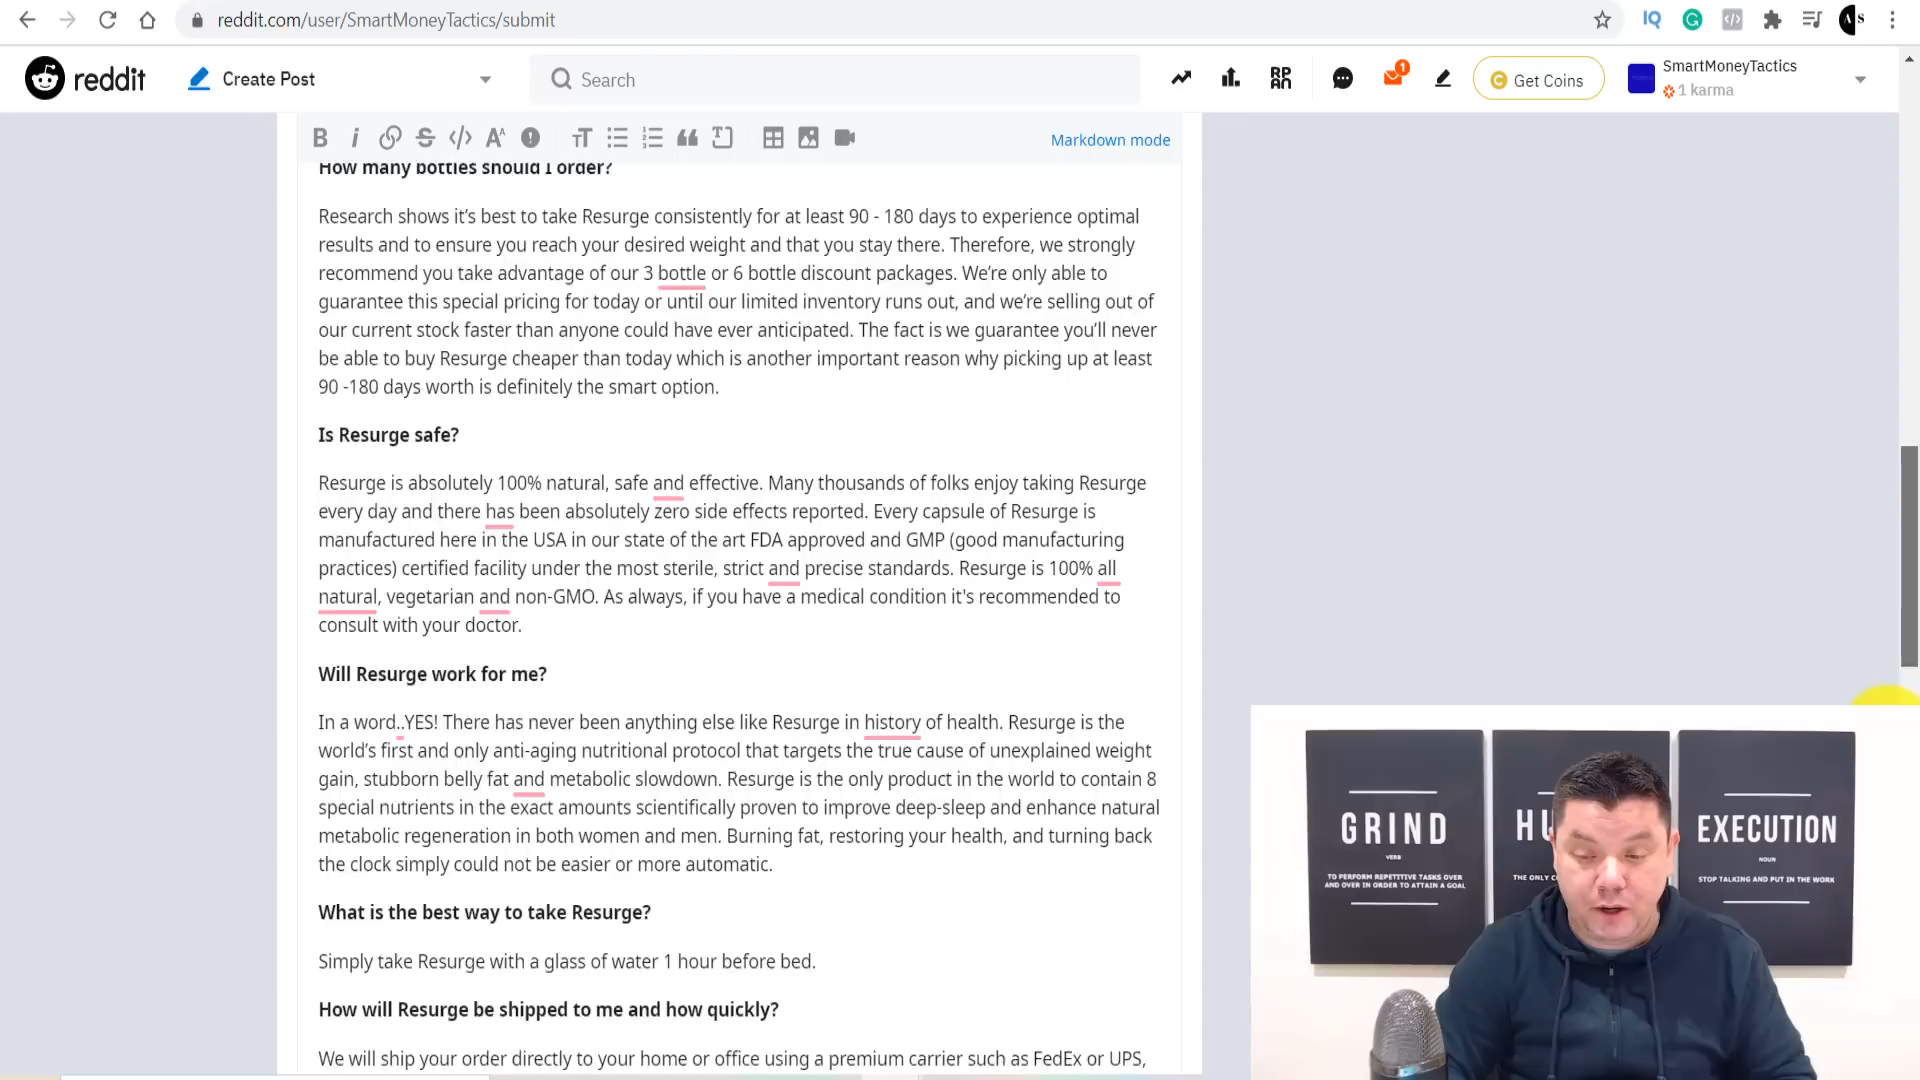 reddit.com/user/SmartMoneyTactics/submit
reddit
Create Post
Search
RPAN
1
Get Coins
SmartMoneyTactics
1 karma
IQ
A S
Markdown mode
How many bottles should I order?
Research shows it’s best to take Resurge consistently for at least 90 - 180 days to experience optimal
results and to ensure you reach your desired weight and that you stay there. Therefore, we strongly
recommend you take advantage of our 3 bottle or 6 bottle discount packages. We’re only able to
guarantee this special pricing for today or until our limited inventory runs out, and we’re selling out of
our current stock faster than anyone could have ever anticipated. The fact is we guarantee you’ll never
be able to buy Resurge cheaper than today which is another important reason why picking up at least
90 -180 days worth is definitely the smart option.
Is Resurge safe?
Resurge is absolutely 100% natural, safe and effective. Many thousands of folks enjoy taking Resurge
every day and there has been absolutely zero side effects reported. Every capsule of Resurge is
manufactured here in the USA in our state of the art FDA approved and GMP (good manufacturing
practices) certified facility under the most sterile, strict and precise standards. Resurge is 100% all
natural, vegetarian and non-GMO. As always, if you have a medical condition it's recommended to
consult with your doctor.
Will Resurge work for me?
In a word..YES! There has never been anything else like Resurge in history of health. Resurge is the
world’s first and only anti-aging nutritional protocol that targets the true cause of unexplained weight
gain, stubborn belly fat and metabolic slowdown. Resurge is the only product in the world to contain 8
special nutrients in the exact amounts scientifically proven to improve deep-sleep and enhance natural
metabolic regeneration in both women and men. Burning fat, restoring your health, and turning back
the clock simply could not be easier or more automatic.
What is the best way to take Resurge?
Simply take Resurge with a glass of water 1 hour before bed.
How will Resurge be shipped to me and how quickly?
We will ship your order directly to your home or office using a premium carrier such as FedEx or UPS,
GRIND
VERB
TO PERFORM REPETITIVE TASKS OVER
AND OVER IN ORDER TO ATTAIN A GOAL
THE ONLY
EXECUTION
NOUN
STOP TALKING AND PUT IN THE WORK